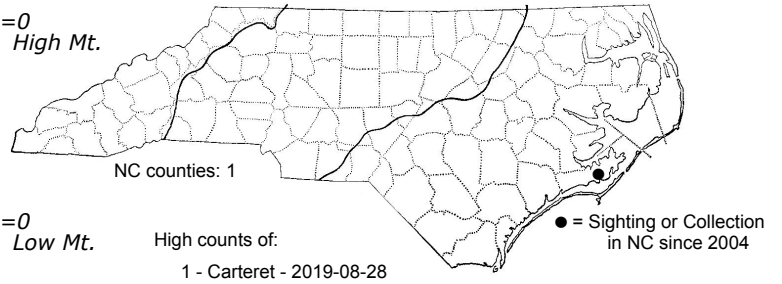 =0
High Mt.
NC counties: 1
=0
Low Mt.
High counts of:
1 - Carteret - 2019-08-28
● = Sighting or Collection
in NC since 2004